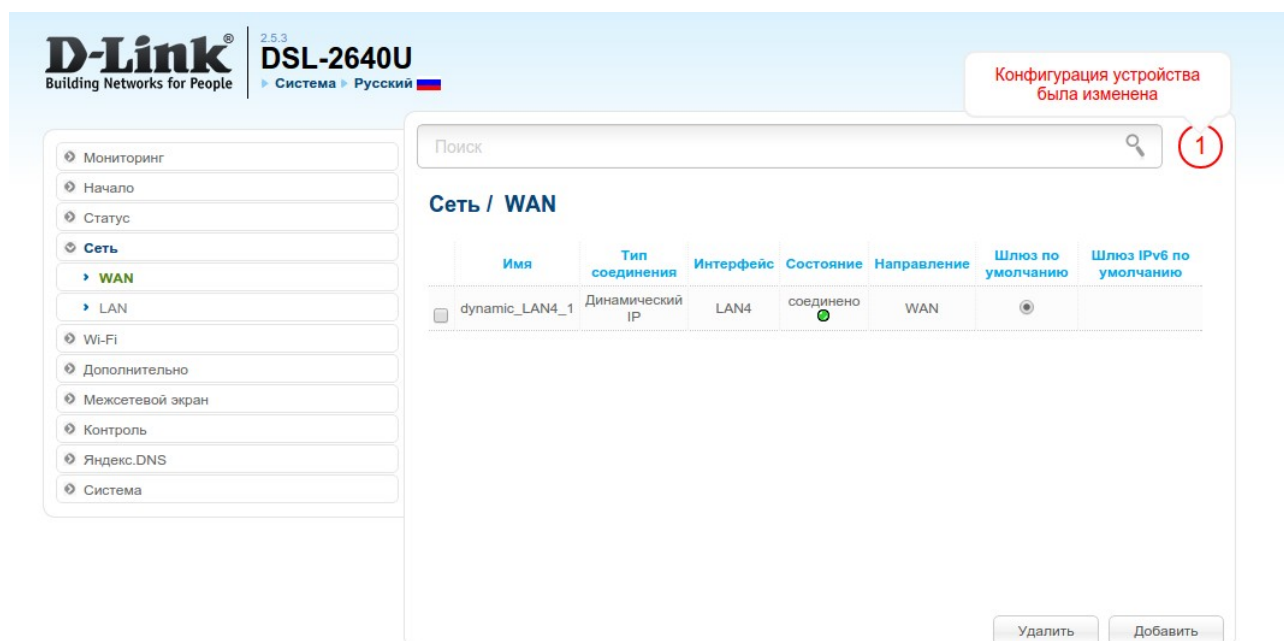 D-Link®
Building Networks for People
2.5.3
DSL-2640U
Система Русский
Конфигурация устройства
была изменена
1
Поиск
Мониторинг
Начало
Статус
Сеть
WAN
LAN
Wi-Fi
Дополнительно
Межсетевой экран
Контроль
Яндекс.DNS
Система
Сеть / WAN
Имя Тип соединения Интерфейс Состояние Направление Шлюз по умолчанию Шлюз IPv6 по умолчанию
dynamic_LAN4_1 Динамический IP LAN4 соединено WAN
Удалить Добавить